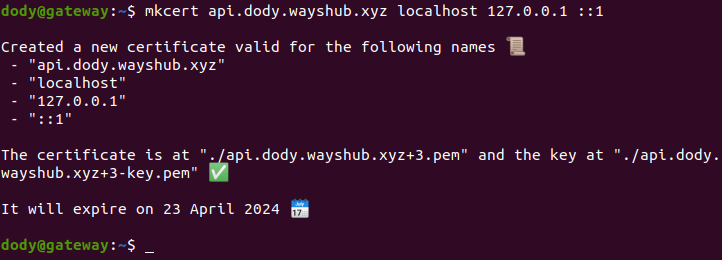 dody@gateway:~$ mkcert api.dody.wayshub.xyz localhost 127.0.0.1 ::1
Created a new certificate valid for the following names 📜
- "api.dody.wayshub.xyz"
- "localhost"
- "127.0.0.1"
- "::1"
The certificate is at "./api.dody.wayshub.xyz+3.pem" and the key at "./api.dody.
wayshub.xyz+3-key.pem" ✅
It will expire on 23 April 2024 📅
dody@gateway:~$ _